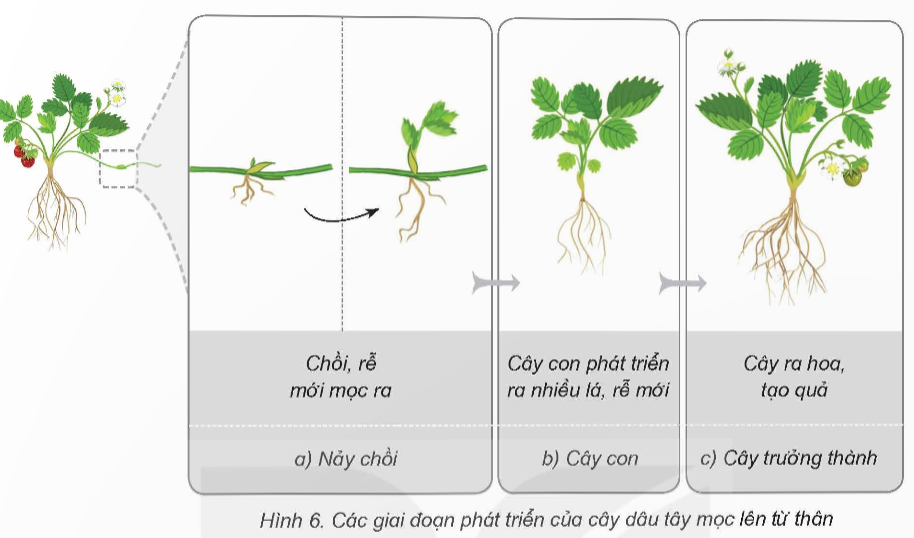 Chồi, rễ
mới mọc ra
Cây con phát triển
ra nhiều lá, rễ mới
Cây ra hoa,
tạo quả
a) Nảy chồi
b) Cây con
c) Cây trưởng thành
Hình 6. Các giai đoạn phát triển của cây dâu tây mọc lên từ thân